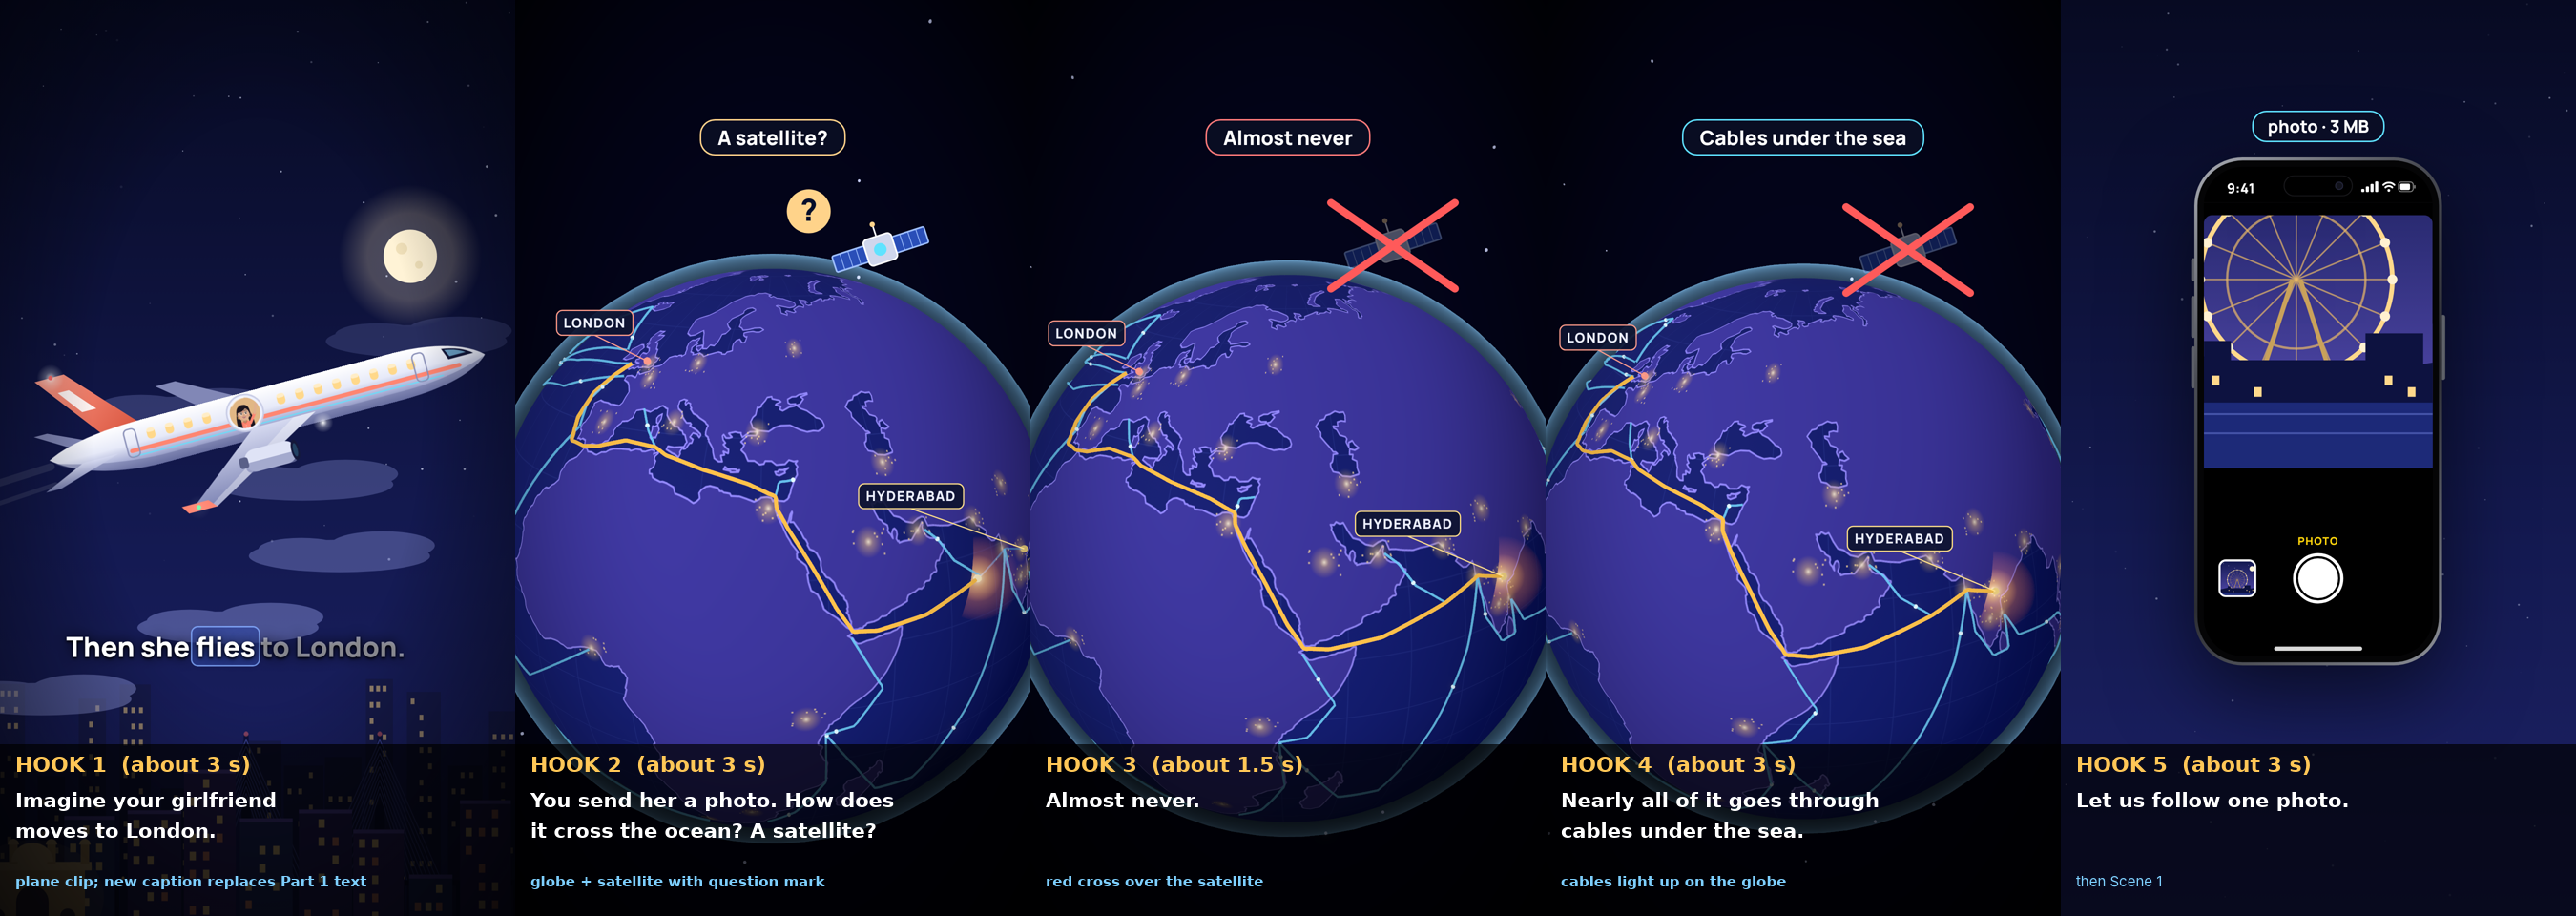 Then she flies to London.
HOOK 1 (about 3 s)
Imagine your girlfriend
moves to London.
plane clip; new caption replaces Part 1 text
A satellite?
?
LONDON
HYDERABAD
HOOK 2 (about 3 s)
You send her a photo. How does
it cross the ocean? A satellite?
globe + satellite with question mark
Almost never
LONDON
HYDERABAD
HOOK 3 (about 1.5 s)
Almost never.
red cross over the satellite
Cables under the sea
LONDON
HYDERABAD
HOOK 4 (about 3 s)
Nearly all of it goes through
cables under the sea.
cables light up on the globe
photo · 3 MB
9:41
PHOTO
HOOK 5 (about 3 s)
Let us follow one photo.
then Scene 1